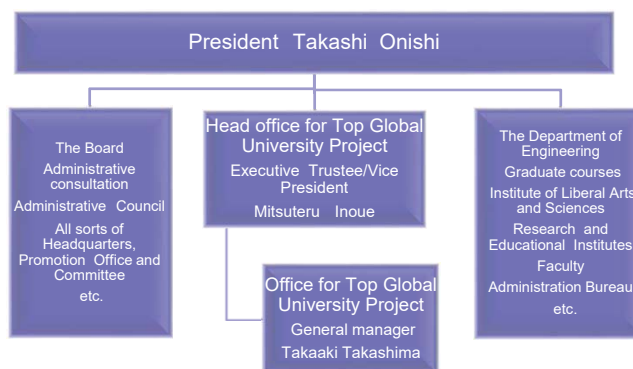 President Takashi Onishi
The Board
Administrative
consultation
Administrative Council
All sorts of
Headquarters,
Promotion Office and
Committee
etc.
Head office for Top Global
University Project
Executive Trustee/Vice
President
Mitsuteru Inoue
Office for Top Global
University Project
General manager
Takaaki Takashima
The Department of
Engineering
Graduate courses
Institute of Liberal Arts
and Sciences
Research and
Educational Institutes
Faculty
Administration Bureau
etc.